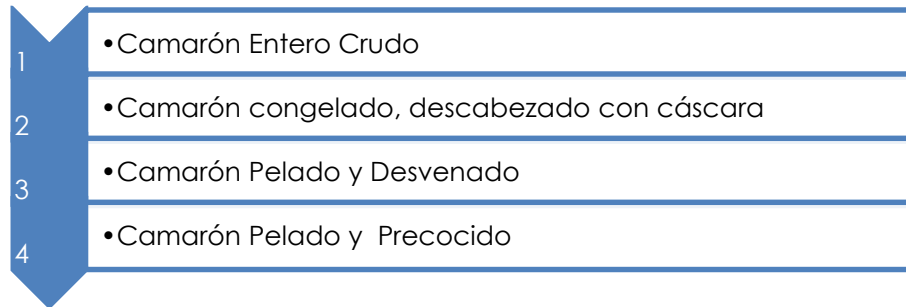 1
•Camarón Entero Crudo
2
•Camarón congelado, descabezado con cáscara
3
•Camarón Pelado y Desvenado
4
•Camarón Pelado y  Precocido